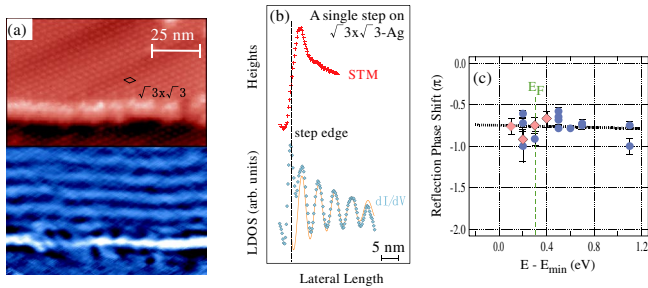 (a)
25 nm
√3x√3
(b)
A single step on
√3x√3-Ag
Heights
STM
step edge
LDOS (arb. units)
dI/dV
5 nm
Lateral Length
(c)
Reflection Phase Shift (π)
0.0
-0.5
-1.0
-1.5
-2.0
E_F
0.0 0.4 0.8 1.2
E - E_min (eV)